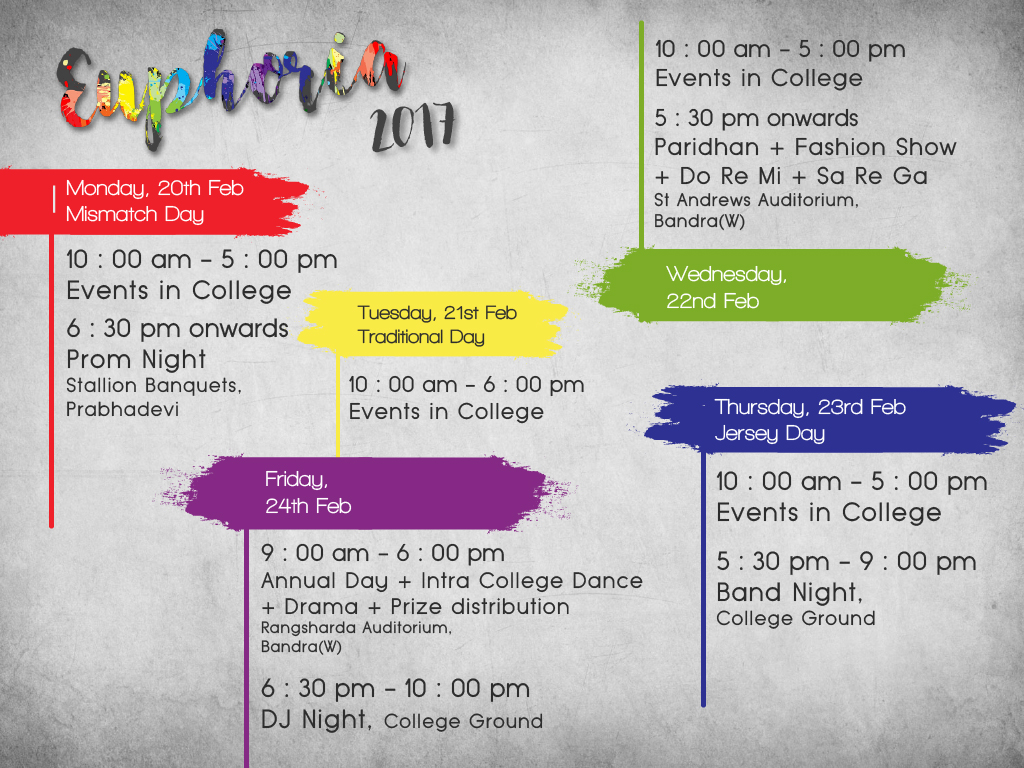 Euphoria
2017
Monday, 20th Feb
Mismatch Day
10 : 00 am - 5 : 00 pm
Events in College
6 : 30 pm onwards
Prom Night
Stallion Banquets,
Prabhadevi
Tuesday, 21st Feb
Traditional Day
10 : 00 am - 6 : 00 pm
Events in College
10 : 00 am - 5 : 00 pm
Events in College
5 : 30 pm onwards
Paridhan + Fashion Show
+ Do Re Mi + Sa Re Ga
St Andrews Auditorium,
Bandra(W)
Wednesday,
22nd Feb
Thursday, 23rd Feb
Jersey Day
10 : 00 am - 5 : 00 pm
Events in College
5 : 30 pm - 9 : 00 pm
Band Night,
College Ground
Friday,
24th Feb
9 : 00 am - 6 : 00 pm
Annual Day + Intra College Dance
+ Drama + Prize distribution
Rangsharda Auditorium,
Bandra(W)
6 : 30 pm - 10 : 00 pm
DJ Night, College Ground